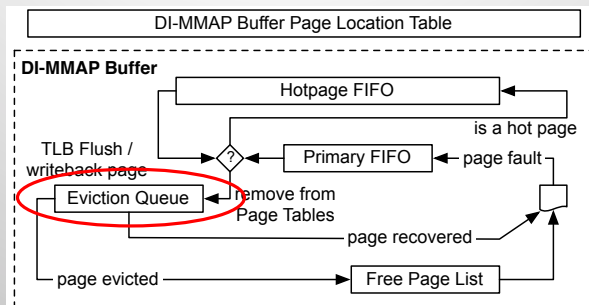 DI-MMAP Buffer Page Location Table
DI-MMAP Buffer
Hotpage FIFO
is a hot page
TLB Flush /
writeback page
?
Primary FIFO
page fault
Eviction Queue
remove from
Page Tables
page recovered
page evicted
Free Page List